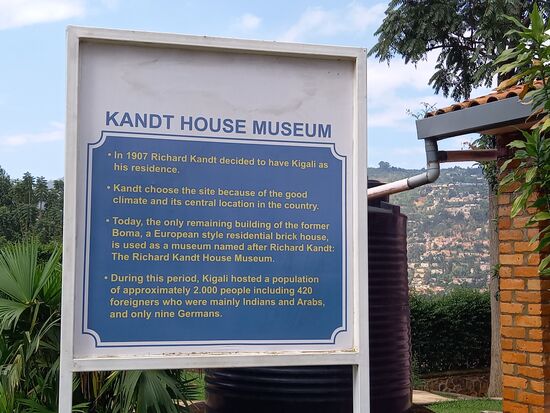 KANDT HOUSE MUSEUM
• In 1907 Richard Kandt decided to have Kigali as
his residence.
• Kandt choose the site because of the good
climate and its central location in the country.
• Today, the only remaining building of the former
Boma, a European style residential brick house,
is used as a museum named after Richard Kandt:
The Richard Kandt House Museum.
• During this period, Kigali hosted a population
of approximately 2.000 people including 420
foreigners who were mainly Indians and Arabs,
and only nine Germans.